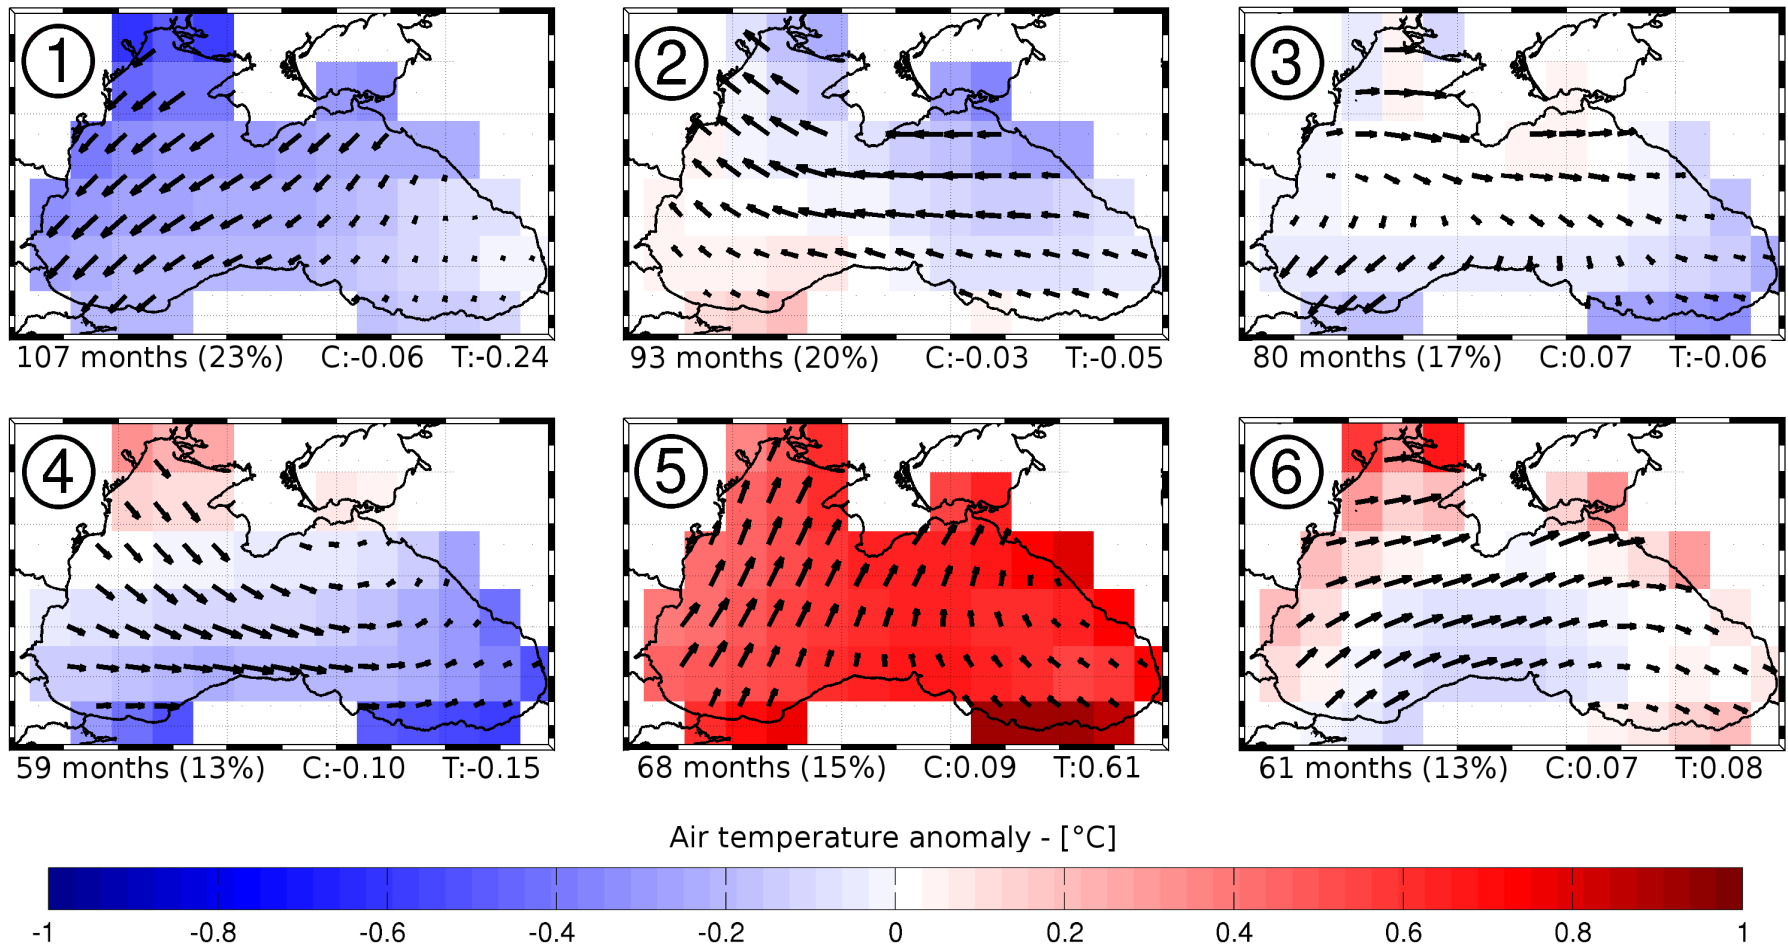 1
2
3
107 months (23%) C:-0.06 T:-0.24
93 months (20%) C:-0.03 T:-0.05
80 months (17%) C:0.07 T:-0.06
4
5
6
59 months (13%) C:-0.10 T:-0.15
68 months (15%) C:0.09 T:0.61
61 months (13%) C:0.07 T:0.08
Air temperature anomaly - [°C]
-1 -0.8 -0.6 -0.4 -0.2 0 0.2 0.4 0.6 0.8 1